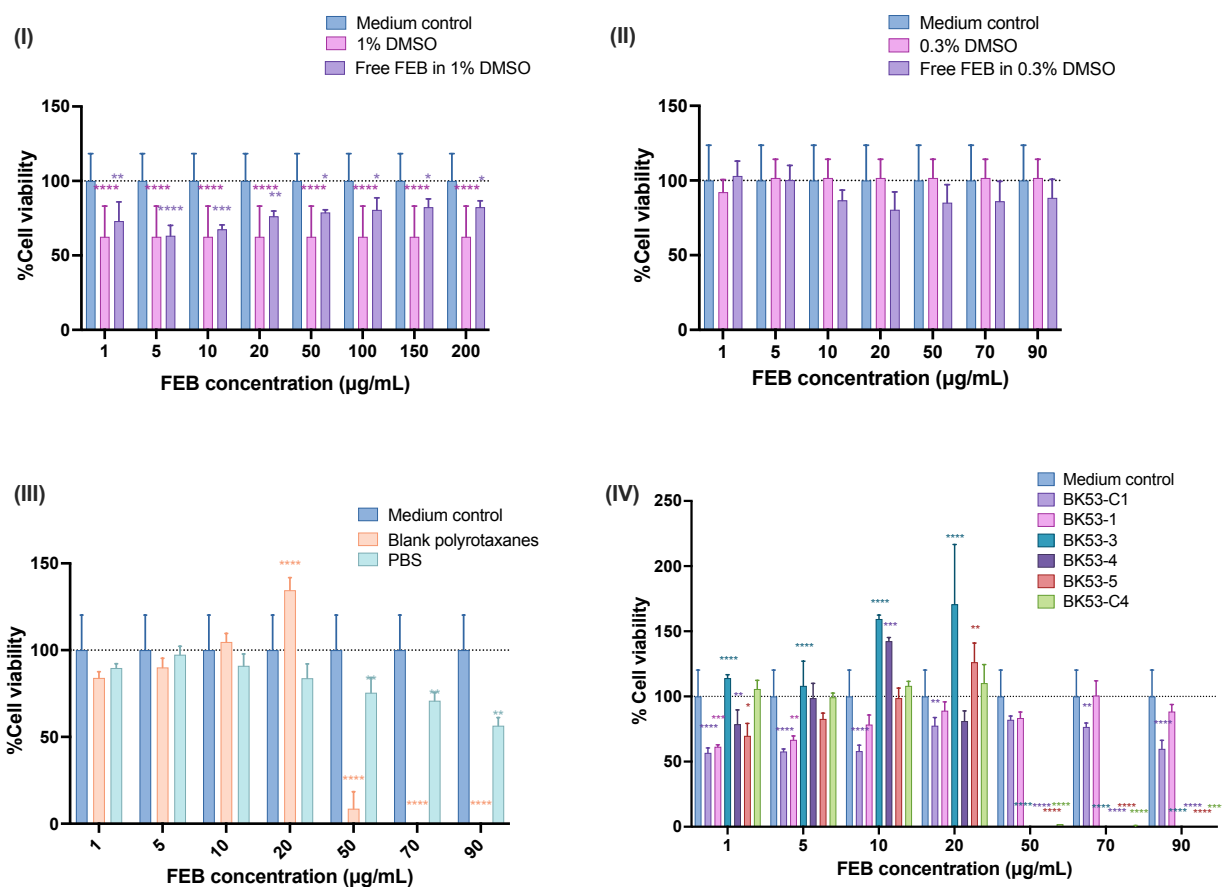 (I)
Medium control
1% DMSO
Free FEB in 1% DMSO
%Cell viability
150
100
50
0
** * * * *
**** **** **** **** **** **** **** ****
**** *** **
1 5 10 20 50 100 150 200
FEB concentration (µg/mL)
(II)
Medium control
0.3% DMSO
Free FEB in 0.3% DMSO
%Cell viability
150
100
50
0
1 5 10 20 50 70 90
FEB concentration (µg/mL)
(III)
Medium control
Blank polyrotaxanes
PBS
%Cell viability
150
100
50
0
****
** ** **
**** **** ****
1 5 10 20 50 70 90
FEB concentration (µg/mL)
(IV)
Medium control
BK53-C1
BK53-1
BK53-3
BK53-4
BK53-5
BK53-C4
% Cell viability
250
200
150
100
50
0
**** *** **** ** *
**** ** ****
**** **** ***
** **** **
**** **** **** ****
** **** **** **** ****
**** **** **** **** ***
1 5 10 20 50 70 90
FEB concentration (µg/mL)